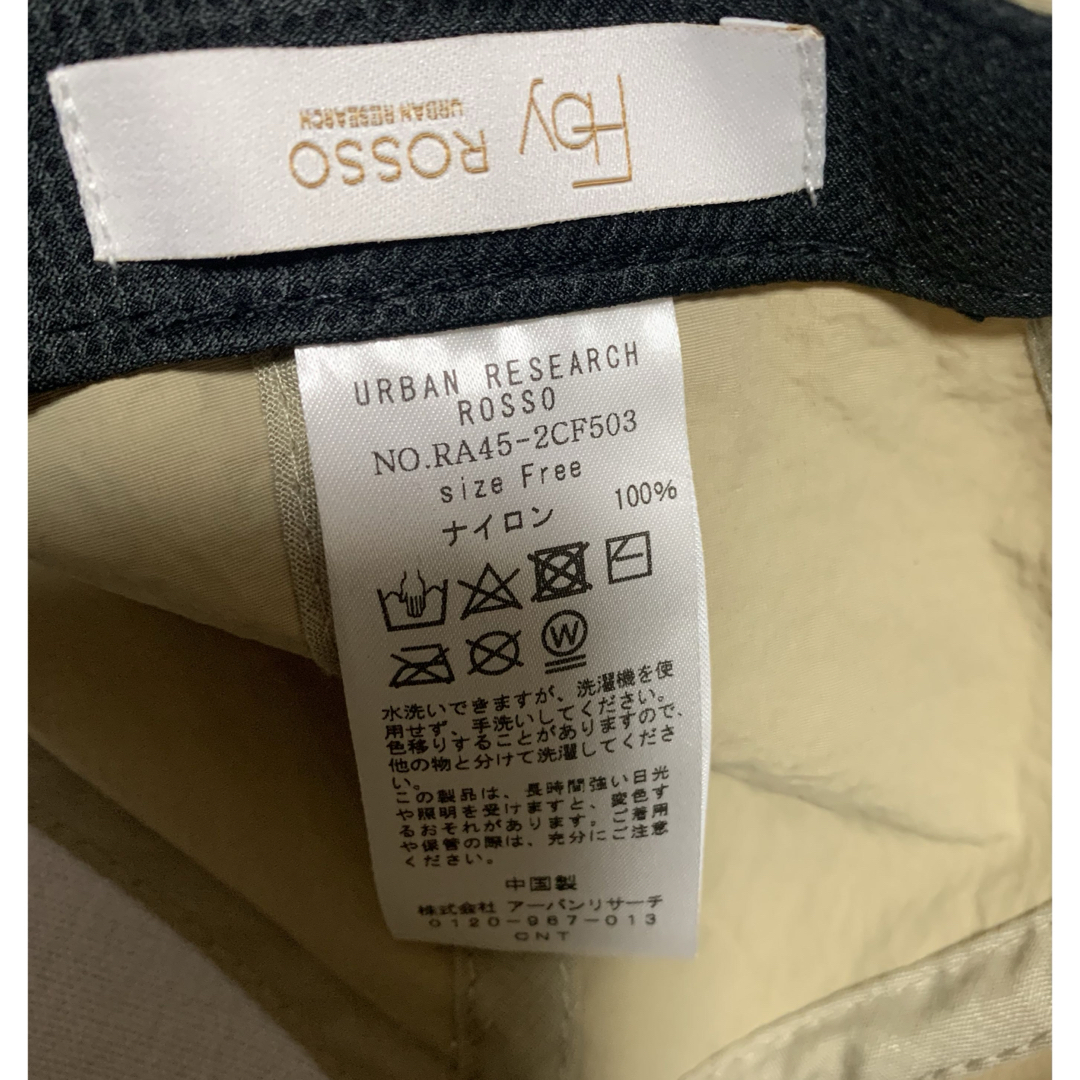 F by ROSSO
URBAN RESEARCH
URBAN RESEARCH
ROSSO
NO.RA45-2CF503
size Free
ナイロン 100%
W
水洗いできますが、洗濯機を使
用せず、手洗いしてください。
色移りすることがありますので、
他の物と分けて洗濯してくださ
い。
この製品は、長時間強い日光
や照明を受けますと、変色す
るおそれがあります。ご着用
や保管の際は、充分にご注意
ください。
中国製
株式会社 アーバンリサーチ
0120-987-013
CNT